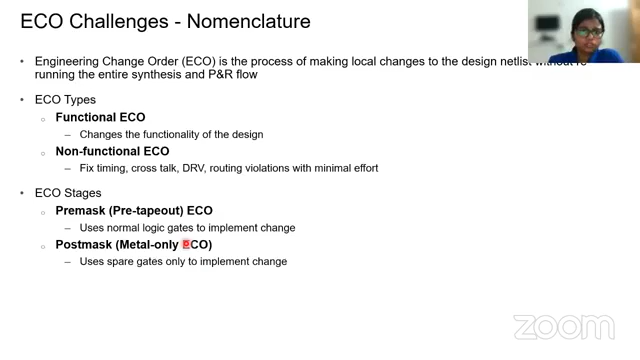 ECO Challenges - Nomenclature
• Engineering Change Order (ECO) is the process of making local changes to the design netlist without re-
running the entire synthesis and P&R flow
• ECO Types
o Functional ECO
– Changes the functionality of the design
o Non-functional ECO
– Fix timing, cross talk, DRV, routing violations with minimal effort
• ECO Stages
o Premask (Pre-tapeout) ECO
– Uses normal logic gates to implement change
o Postmask (Metal-only ECO)
– Uses spare gates only to implement change
zoom